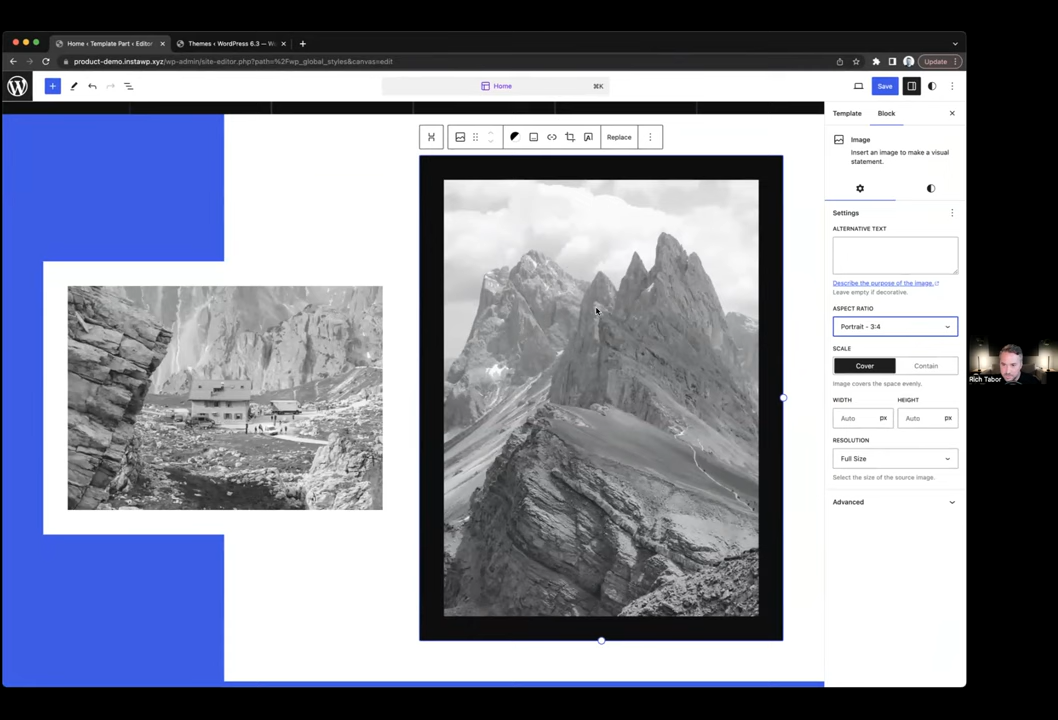 Home ‹ Template Part ‹ Editor
Themes ‹ WordPress 6.3 — W
product-demo.instawp.xyz/wp-admin/site-editor.php?path=%2Fwp_global_styles&canvas=edit
Update
Home
⌘K
Save
Replace
Template
Block
Image
Insert an image to make a visual
statement.
Settings
ALTERNATIVE TEXT
Describe the purpose of the image.
Leave empty if decorative.
ASPECT RATIO
Portrait - 3:4
SCALE
Cover
Contain
Image covers the space evenly.
WIDTH
HEIGHT
Auto
px
Auto
px
RESOLUTION
Full Size
Select the size of the source image.
Advanced
Rich Tabor